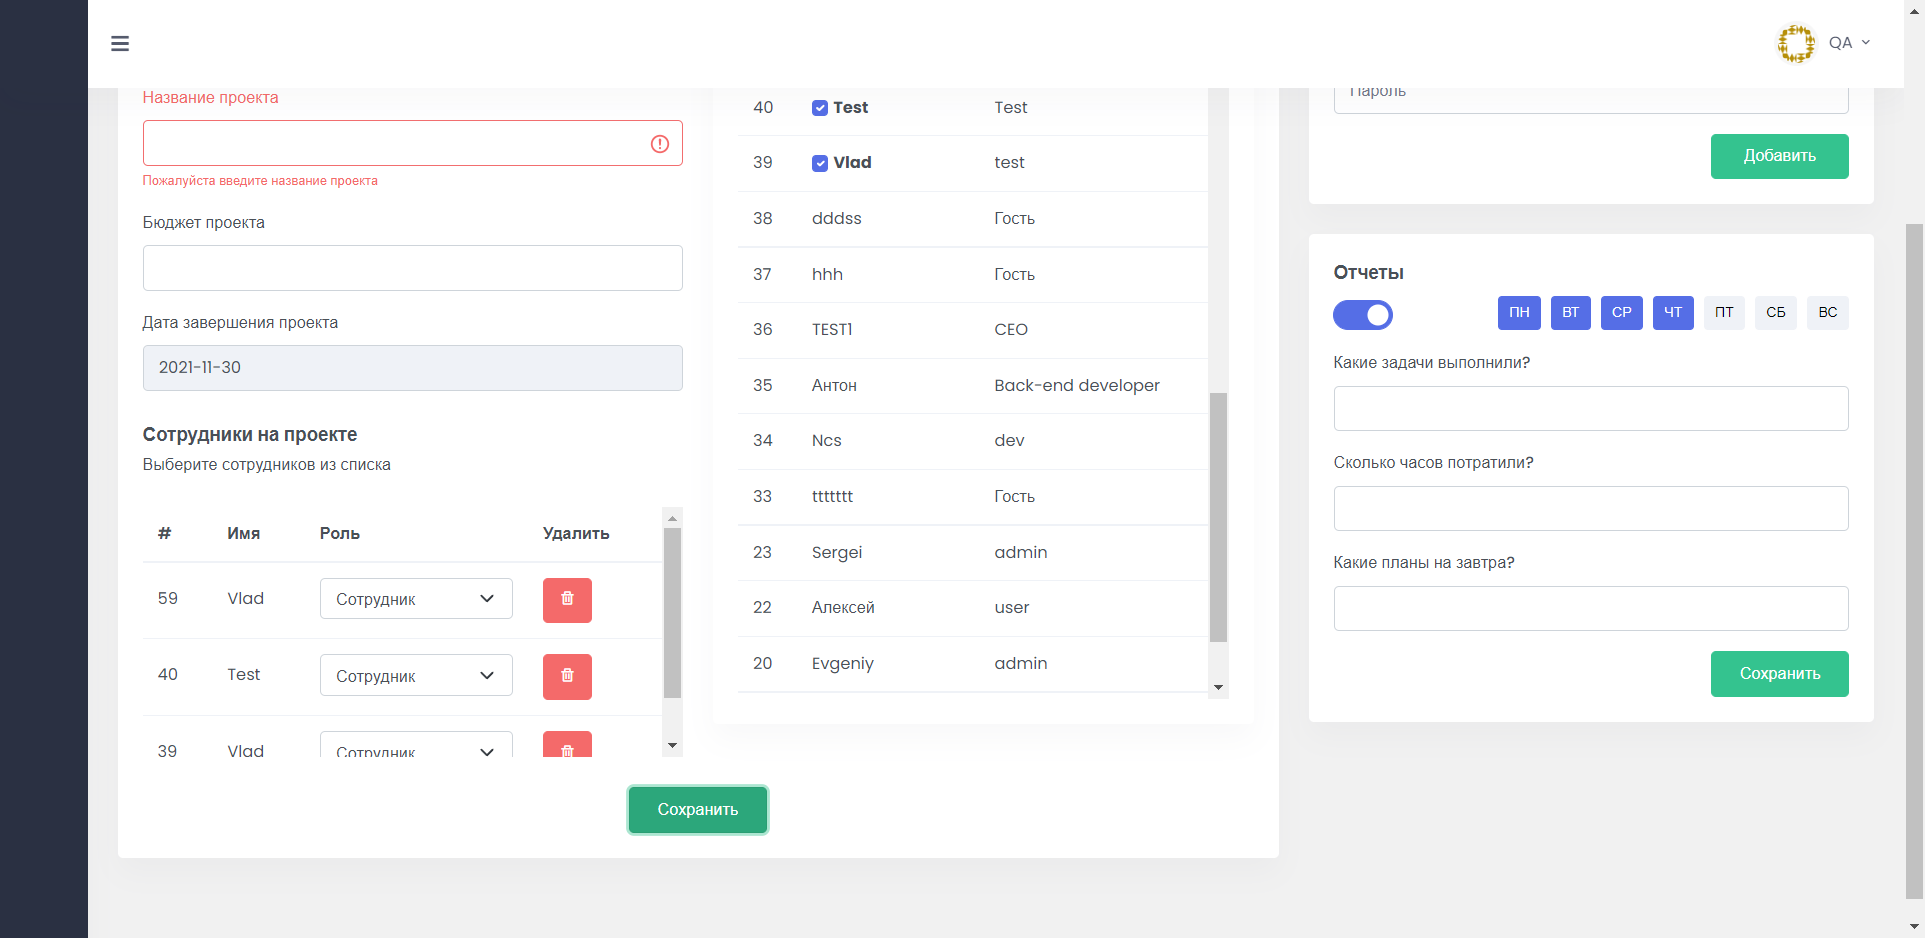 QA
Название проекта
Пожалуйста введите название проекта
Бюджет проекта
Дата завершения проекта
2021-11-30
Сотрудники на проекте
Выберите сотрудников из списка
# Имя Роль Удалить
59 Vlad Сотрудник
40 Test Сотрудник
39 Vlad Сотрудник
40 Test Test
39 Vlad test
38 dddss Гость
37 hhh Гость
36 TEST1 CEO
35 Антон Back-end developer
34 Ncs dev
33 ttttttt Гость
23 Sergei admin
22 Алексей user
20 Evgeniy admin
Сохранить
Пароль
Добавить
Отчеты
ПН ВТ СР ЧТ ПТ СБ ВС
Какие задачи выполнили?
Сколько часов потратили?
Какие планы на завтра?
Сохранить